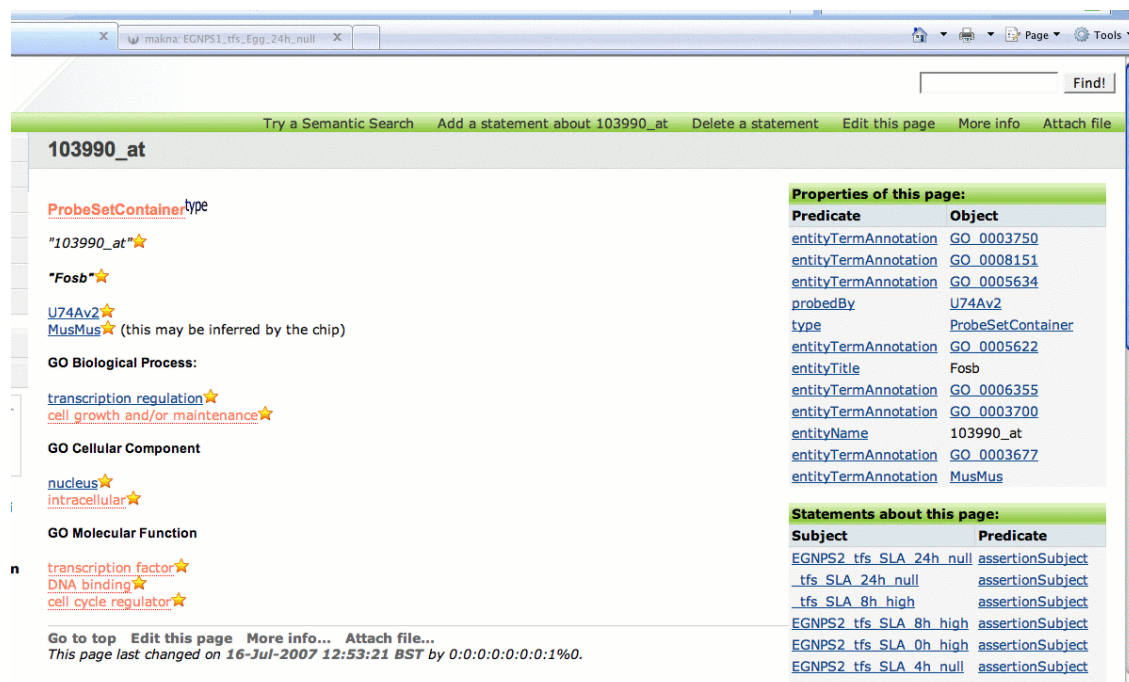 makna: EGNPS1_tfs_Egg_24h_null
Page Tools
Find!
Try a Semantic Search Add a statement about 103990_at Delete a statement Edit this page More info Attach file
103990_at
ProbeSetContainer type
"103990_at"
"Fosb"
U74Av2
MusMus (this may be inferred by the chip)
GO Biological Process:
transcription regulation
cell growth and/or maintenance
GO Cellular Component
nucleus
intracellular
GO Molecular Function
transcription factor
DNA binding
cell cycle regulator
Go to top Edit this page More info... Attach file...
This page last changed on 16-Jul-2007 12:53:21 BST by 0:0:0:0:0:0:0:1%0.
Properties of this page:
Predicate Object
entityTermAnnotation GO_0003750
entityTermAnnotation GO_0008151
entityTermAnnotation GO_0005634
probedBy U74Av2
type ProbeSetContainer
entityTermAnnotation GO_0005622
entityTitle Fosb
entityTermAnnotation GO_0006355
entityTermAnnotation GO_0003700
entityName 103990_at
entityTermAnnotation GO_0003677
entityTermAnnotation MusMus
Statements about this page:
Subject Predicate
EGNPS2_tfs_SLA_24h_null assertionSubject
_tfs_SLA_24h_null assertionSubject
_tfs_SLA_8h_high assertionSubject
EGNPS2_tfs_SLA_8h_high assertionSubject
EGNPS2_tfs_SLA_0h_high assertionSubject
EGNPS2_tfs_SLA_4h_null assertionSubject